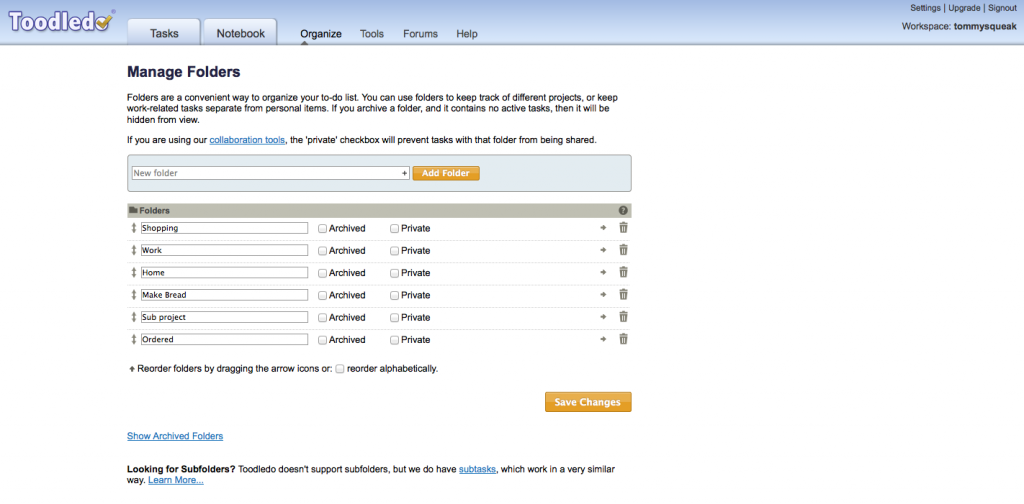 Toodledo
Settings | Upgrade | Signout
Workspace: tommysqueak
Tasks
Notebook
Organize
Tools
Forums
Help
Manage Folders
Folders are a convenient way to organize your to-do list. You can use folders to keep track of different projects, or keep
work-related tasks separate from personal items. If you archive a folder, and it contains no active tasks, then it will be
hidden from view.
If you are using our collaboration tools, the 'private' checkbox will prevent tasks with that folder from being shared.
New folder + Add Folder
Folders ?
Shopping Archived Private
Work Archived Private
Home Archived Private
Make Bread Archived Private
Sub project Archived Private
Ordered Archived Private
Reorder folders by dragging the arrow icons or: reorder alphabetically.
Save Changes
Show Archived Folders
Looking for Subfolders? Toodledo doesn't support subfolders, but we do have subtasks, which work in a very similar
way. Learn More...